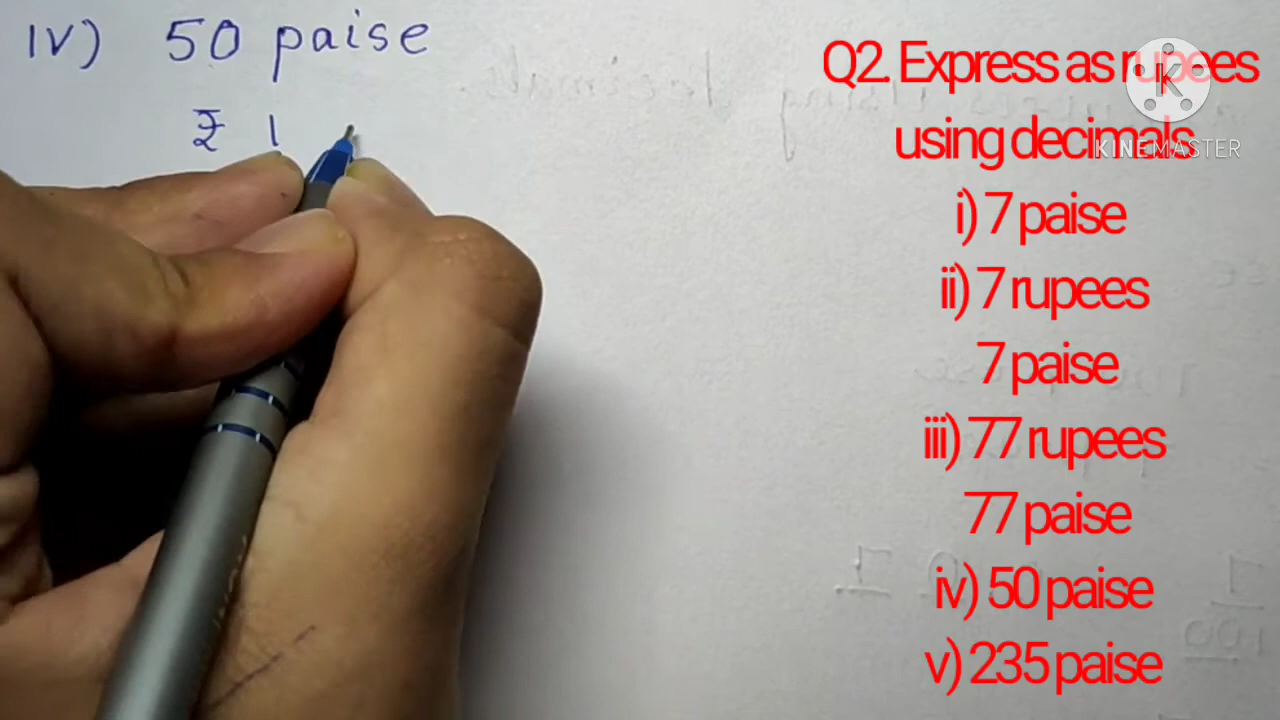 iv) 50 paise
₹ 1
Q2. Express as rupees
using decimals
i) 7 paise
ii) 7 rupees
7 paise
iii) 77 rupees
77 paise
iv) 50 paise
v) 235 paise
K
KINEMASTER